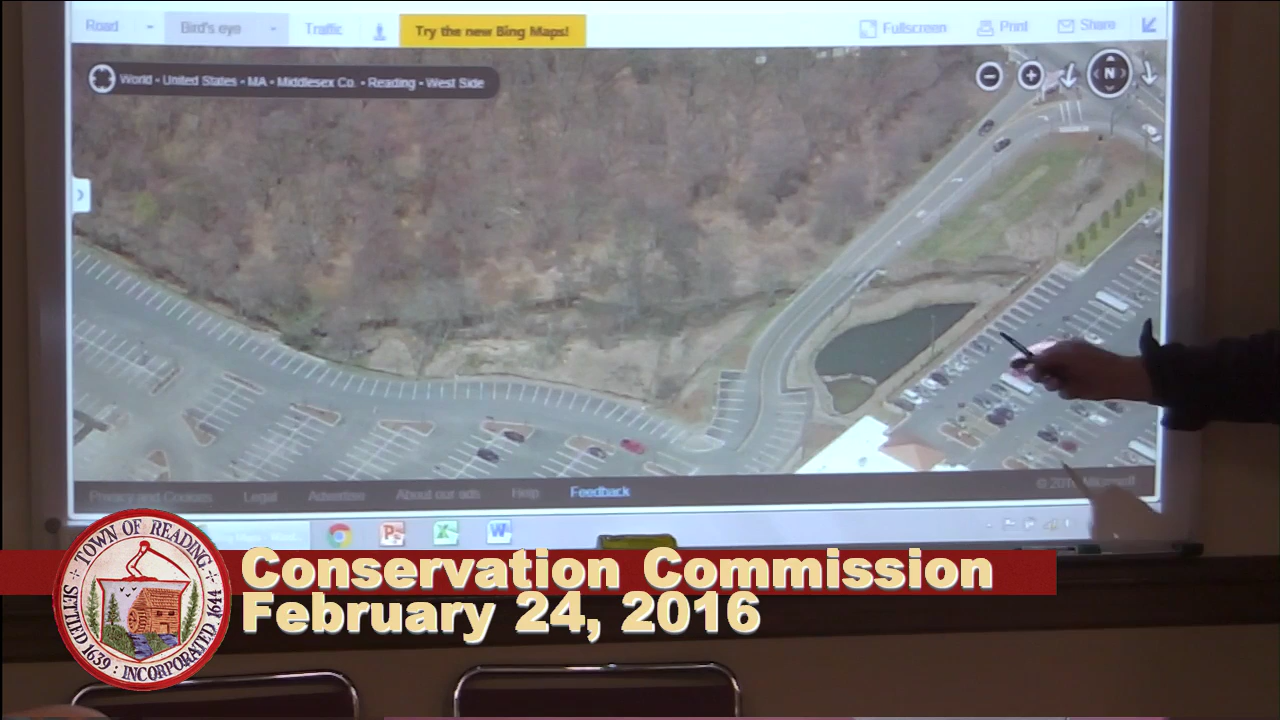 Road Bird's eye Traffic Try the new Bing Maps! Fullscreen Print Share
World • United States • MA • Middlesex Co. • Reading • West Side
N
Privacy and Cookies Legal Advertise About our ads Help Feedback
Conservation Commission
February 24, 2016
TOWN OF READING
SETTLED 1639 : INCORPORATED 1644